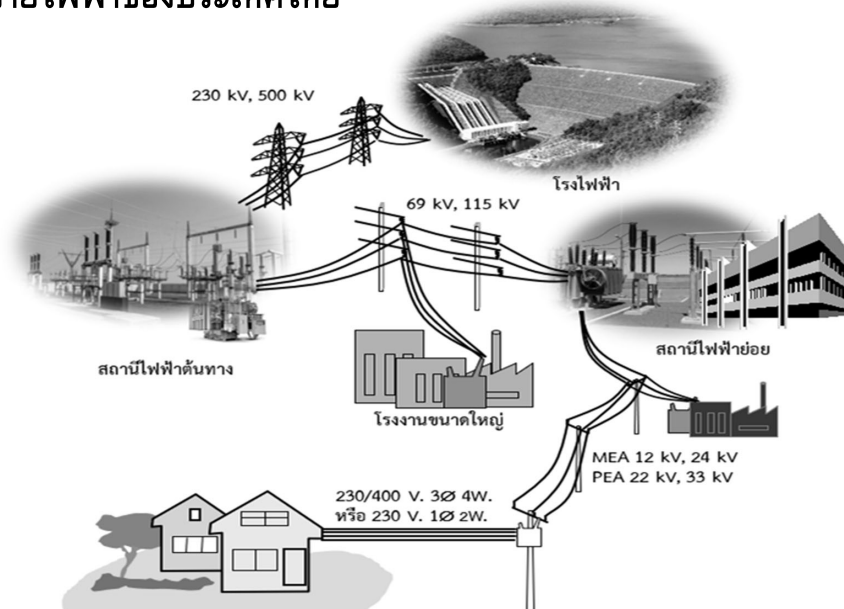 230 kV, 500 kV
โรงไฟฟ้า
69 kV, 115 kV
สถานีไฟฟ้าต้นทาง
สถานีไฟฟ้าย่อย
โรงงานขนาดใหญ่
MEA 12 kV, 24 kV
PEA 22 kV, 33 kV
230/400 V. 3Ø 4W.
หรือ 230 V. 1Ø 2W.